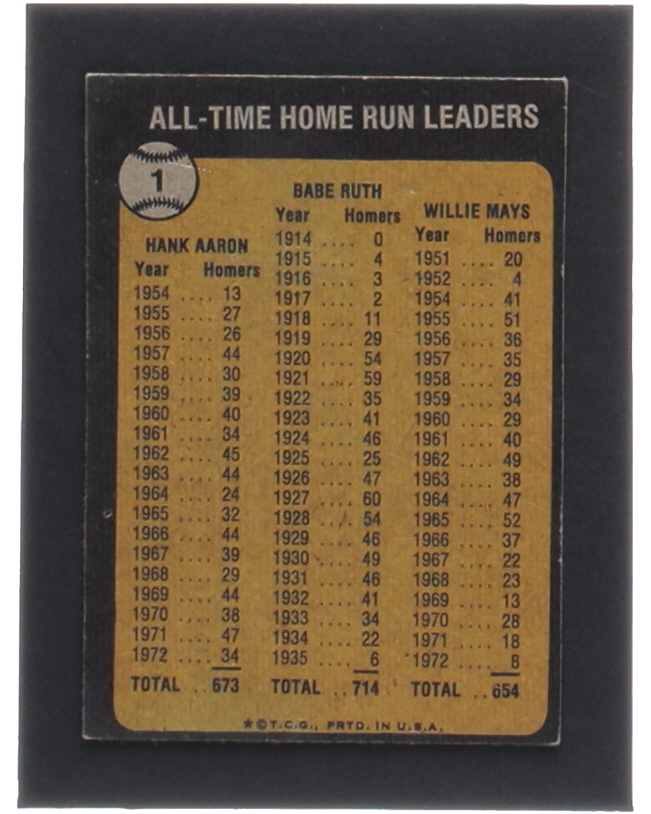 ALL-TIME HOME RUN LEADERS
1
HANK AARON
Year Homers
1954 .... 13
1955 .... 27
1956 .... 26
1957 .... 44
1958 .... 30
1959 .... 39
1960 .... 40
1961 .... 34
1962 .... 45
1963 .... 44
1964 .... 24
1965 .... 32
1966 .... 44
1967 .... 39
1968 .... 29
1969 .... 44
1970 .... 38
1971 .... 47
1972 .... 34
TOTAL .. 673
BABE RUTH
Year Homers
1914 .... 0
1915 .... 4
1916 .... 3
1917 .... 2
1918 .... 11
1919 .... 29
1920 .... 54
1921 .... 59
1922 .... 35
1923 .... 41
1924 .... 46
1925 .... 25
1926 .... 47
1927 .... 60
1928 .... 54
1929 .... 46
1930 .... 49
1931 .... 46
1932 .... 41
1933 .... 34
1934 .... 22
1935 .... 6
TOTAL .. 714
WILLIE MAYS
Year Homers
1951 .... 20
1952 .... 4
1954 .... 41
1955 .... 51
1956 .... 36
1957 .... 35
1958 .... 29
1959 .... 34
1960 .... 29
1961 .... 40
1962 .... 49
1963 .... 38
1964 .... 47
1965 .... 52
1966 .... 37
1967 .... 22
1968 .... 23
1969 .... 13
1970 .... 28
1971 .... 18
1972 .... 8
TOTAL .. 654
★©T.C.G., PRTD. IN U.S.A.